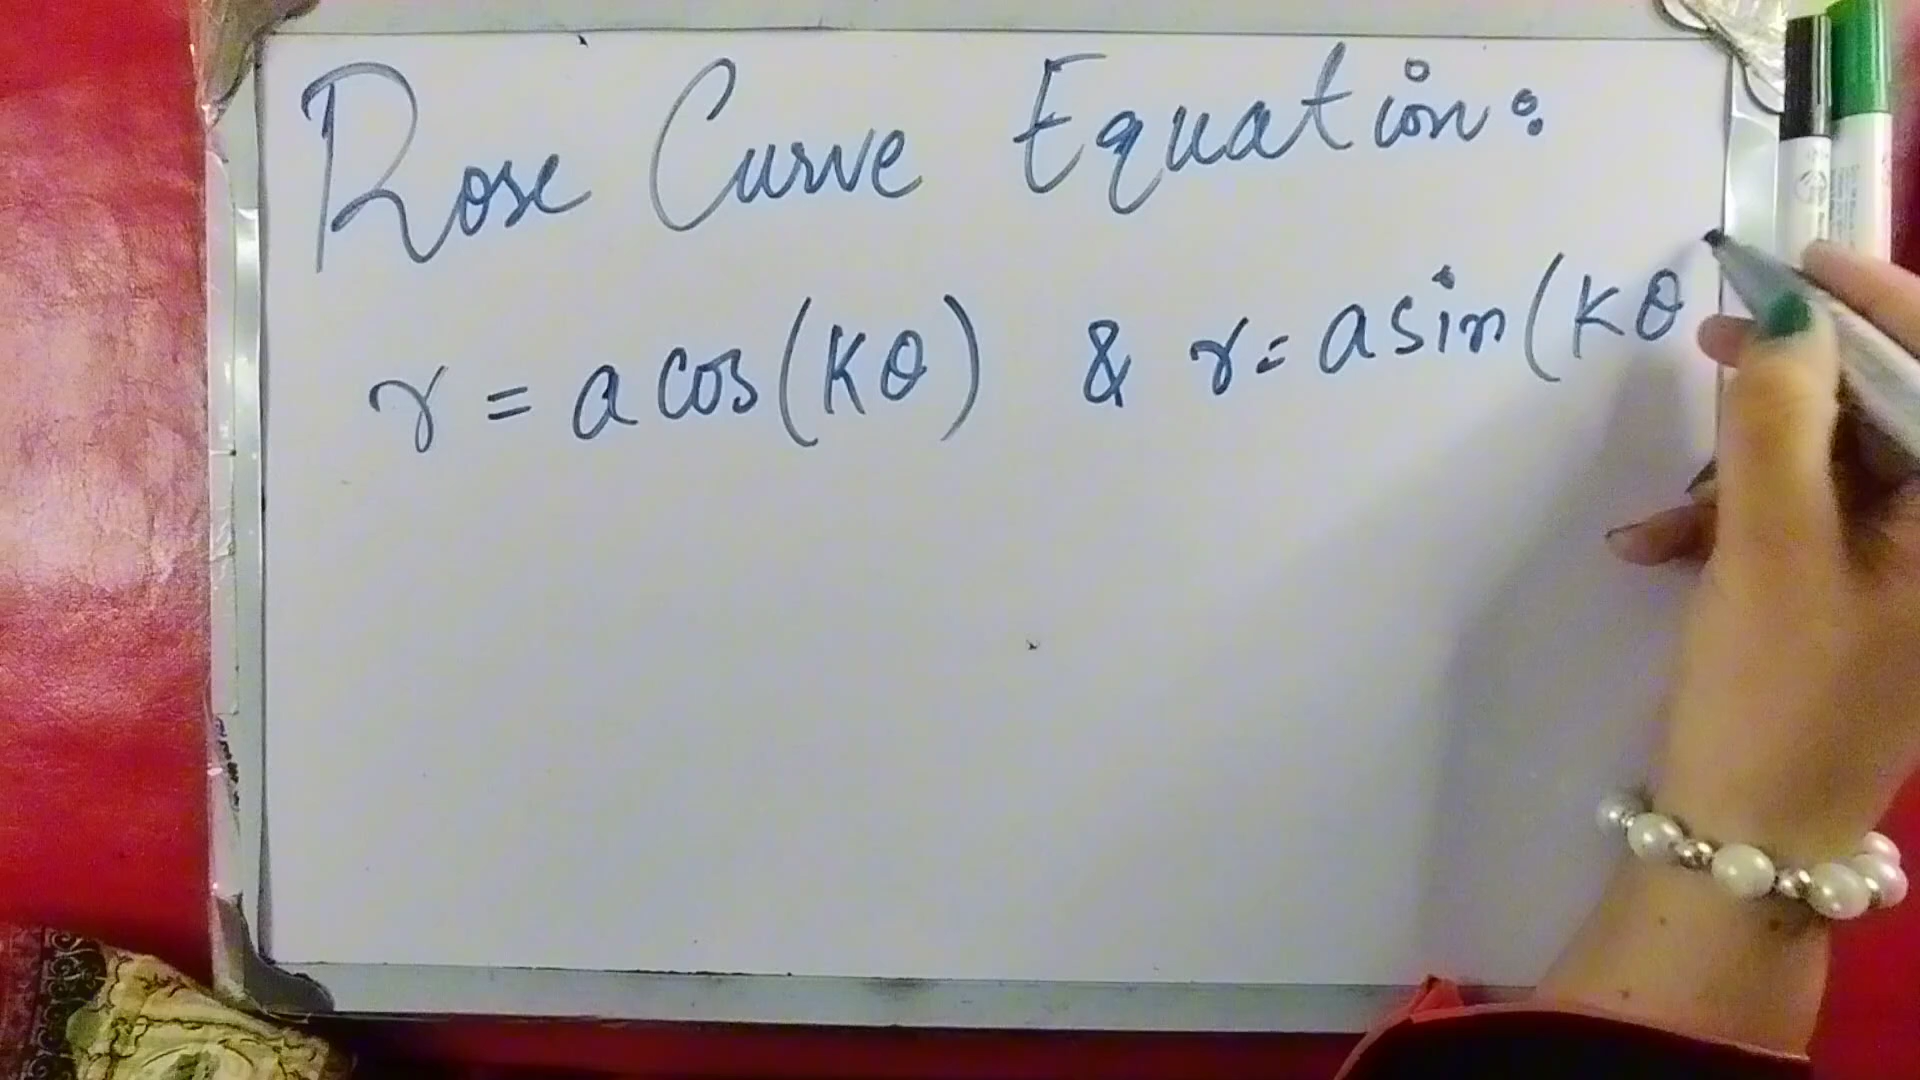 Rose Curve Equation:
r = a cos(kθ) & r = a sin(kθ